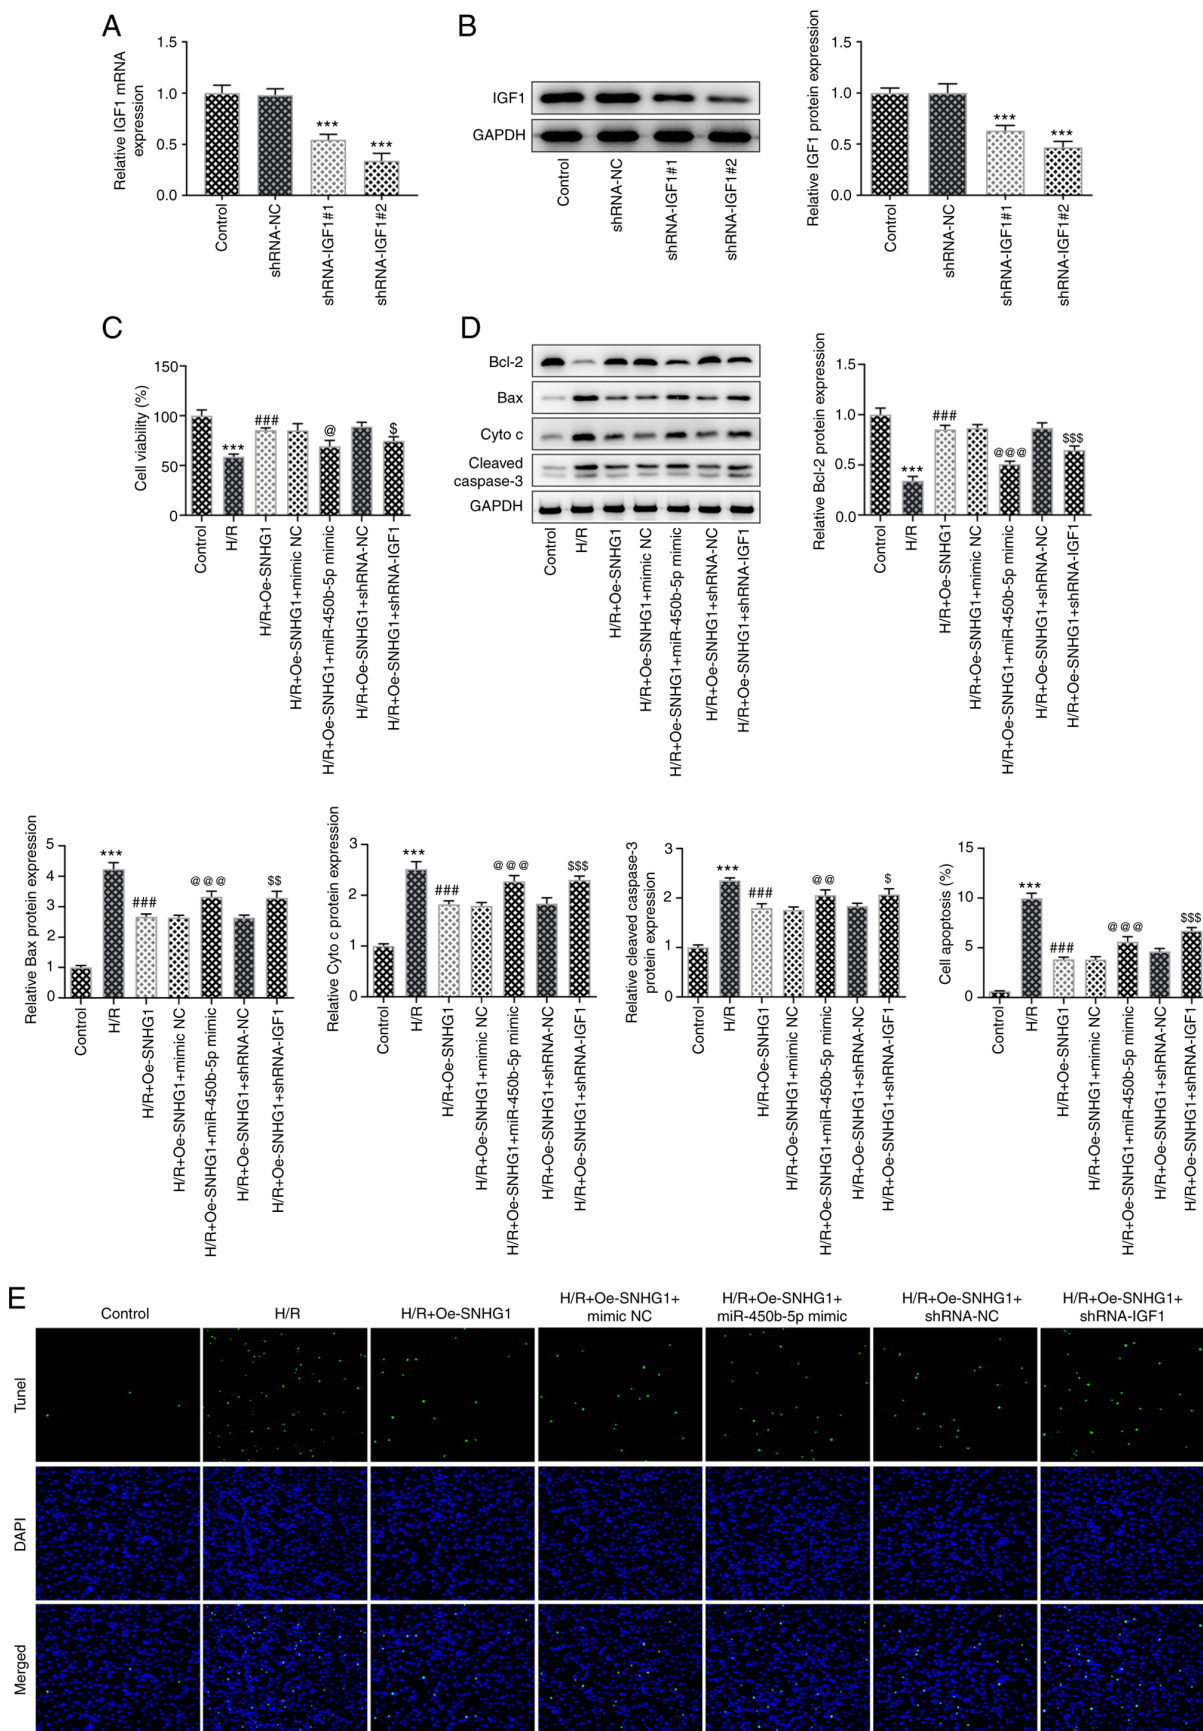 A
Relative IGF1 mRNA
expression
1.5
1.0
0.5
0.0
***
***
Control
shRNA-NC
shRNA-IGF1#1
shRNA-IGF1#2
B
IGF1
GAPDH
Control
shRNA-NC
shRNA-IGF1#1
shRNA-IGF1#2
Relative IGF1 protein expression
1.5
1.0
0.5
0.0
***
***
Control
shRNA-NC
shRNA-IGF1#1
shRNA-IGF1#2
C
Cell viability (%)
150
100
50
0
***
###
@
$
Control
H/R
H/R+Oe-SNHG1
H/R+Oe-SNHG1+mimic NC
H/R+Oe-SNHG1+miR-450b-5p mimic
H/R+Oe-SNHG1+shRNA-NC
H/R+Oe-SNHG1+shRNA-IGF1
D
Bcl-2
Bax
Cyto c
Cleaved
caspase-3
GAPDH
Control
H/R
H/R+Oe-SNHG1
H/R+Oe-SNHG1+mimic NC
H/R+Oe-SNHG1+miR-450b-5p mimic
H/R+Oe-SNHG1+shRNA-NC
H/R+Oe-SNHG1+shRNA-IGF1
Relative Bcl-2 protein expression
1.5
1.0
0.5
0.0
***
###
@@@
$$$
Control
H/R
H/R+Oe-SNHG1
H/R+Oe-SNHG1+mimic NC
H/R+Oe-SNHG1+miR-450b-5p mimic
H/R+Oe-SNHG1+shRNA-NC
H/R+Oe-SNHG1+shRNA-IGF1
Relative Bax protein expression
5
4
3
2
1
0
***
###
@@@
$$
Control
H/R
H/R+Oe-SNHG1
H/R+Oe-SNHG1+mimic NC
H/R+Oe-SNHG1+miR-450b-5p mimic
H/R+Oe-SNHG1+shRNA-NC
H/R+Oe-SNHG1+shRNA-IGF1
Relative Cyto c protein expression
3
2
1
0
***
###
@@@
$$$
Control
H/R
H/R+Oe-SNHG1
H/R+Oe-SNHG1+mimic NC
H/R+Oe-SNHG1+miR-450b-5p mimic
H/R+Oe-SNHG1+shRNA-NC
H/R+Oe-SNHG1+shRNA-IGF1
Relative cleaved caspase-3
protein expression
3
2
1
0
***
###
@@
$
Control
H/R
H/R+Oe-SNHG1
H/R+Oe-SNHG1+mimic NC
H/R+Oe-SNHG1+miR-450b-5p mimic
H/R+Oe-SNHG1+shRNA-NC
H/R+Oe-SNHG1+shRNA-IGF1
Cell apoptosis (%)
15
10
5
0
***
###
@@@
$$$
Control
H/R
H/R+Oe-SNHG1
H/R+Oe-SNHG1+mimic NC
H/R+Oe-SNHG1+miR-450b-5p mimic
H/R+Oe-SNHG1+shRNA-NC
H/R+Oe-SNHG1+shRNA-IGF1
E
Control
H/R
H/R+Oe-SNHG1
H/R+Oe-SNHG1+
mimic NC
H/R+Oe-SNHG1+
miR-450b-5p mimic
H/R+Oe-SNHG1+
shRNA-NC
H/R+Oe-SNHG1+
shRNA-IGF1
Tunel
DAPI
Merged